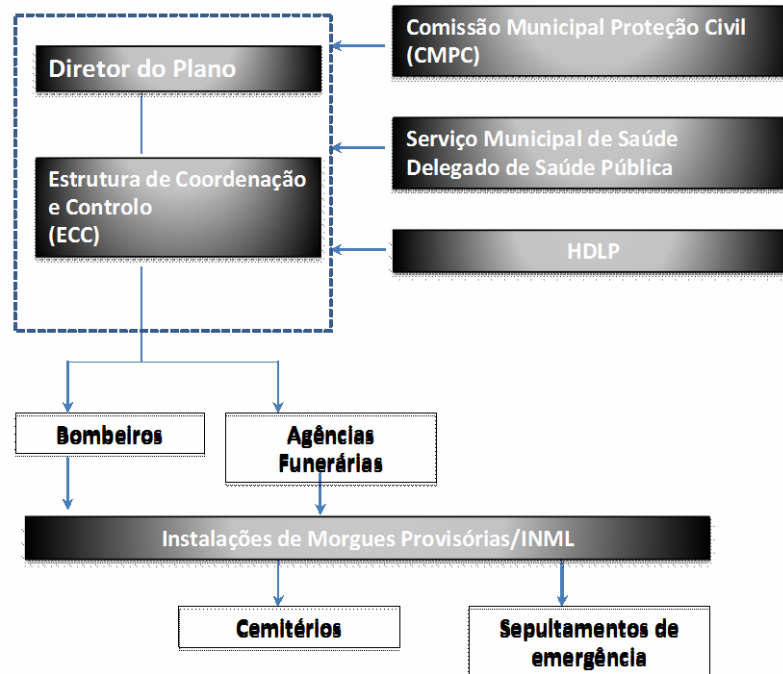 Diretor do Plano
Comissão Municipal Proteção Civil
(CMPC)
Serviço Municipal de Saúde
Delegado de Saúde Pública
Estrutura de Coordenação
e Controlo
(ECC)
HDLP
Bombeiros
Agências
Funerárias
Instalações de Morgues Provisórias/INML
Cemitérios
Sepultamentos de
emergência